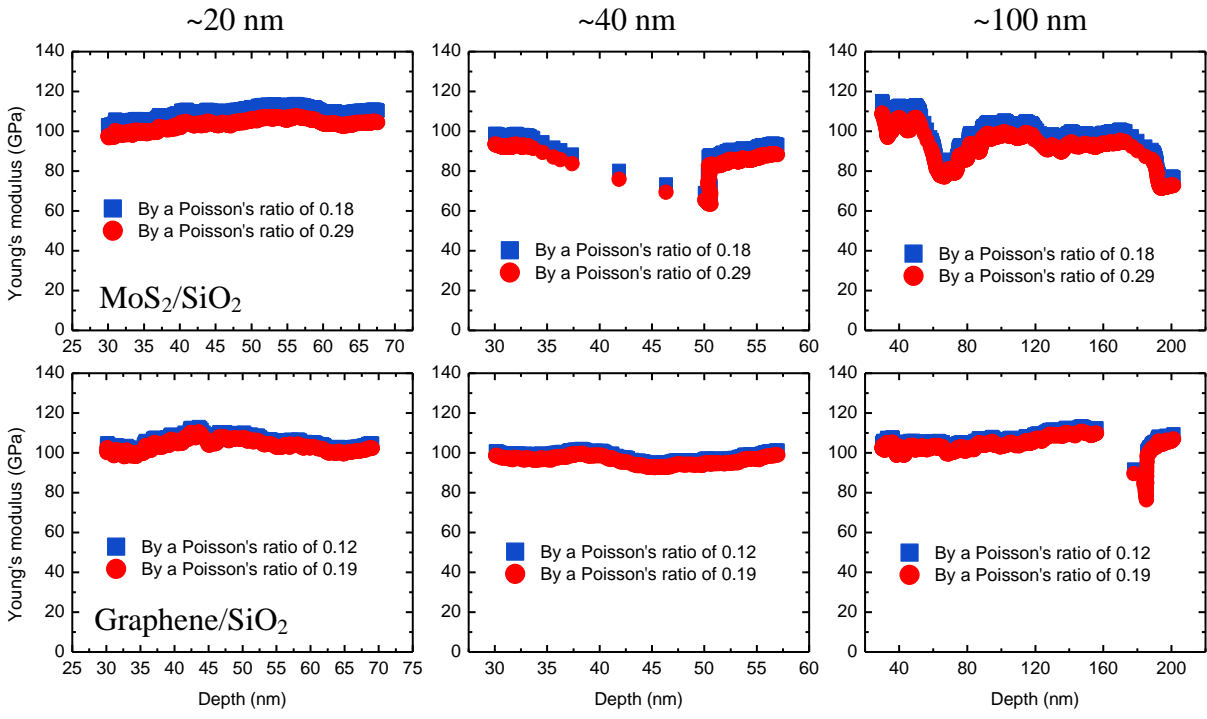 ~20 nm
~40 nm
~100 nm
Young's modulus (GPa)
140
120
100
80
60
40
20
0
By a Poisson's ratio of 0.18
By a Poisson's ratio of 0.29
MoS₂/SiO₂
25 30 35 40 45 50 55 60 65 70 75
140
120
100
80
60
40
20
0
By a Poisson's ratio of 0.18
By a Poisson's ratio of 0.29
30 35 40 45 50 55 60
140
120
100
80
60
40
20
0
By a Poisson's ratio of 0.18
By a Poisson's ratio of 0.29
40 80 120 160 200
Young's modulus (GPa)
140
120
100
80
60
40
20
0
By a Poisson's ratio of 0.12
By a Poisson's ratio of 0.19
Graphene/SiO₂
25 30 35 40 45 50 55 60 65 70 75
Depth (nm)
140
120
100
80
60
40
20
0
By a Poisson's ratio of 0.12
By a Poisson's ratio of 0.19
30 35 40 45 50 55 60
Depth (nm)
140
120
100
80
60
40
20
0
By a Poisson's ratio of 0.12
By a Poisson's ratio of 0.19
40 80 120 160 200
Depth (nm)